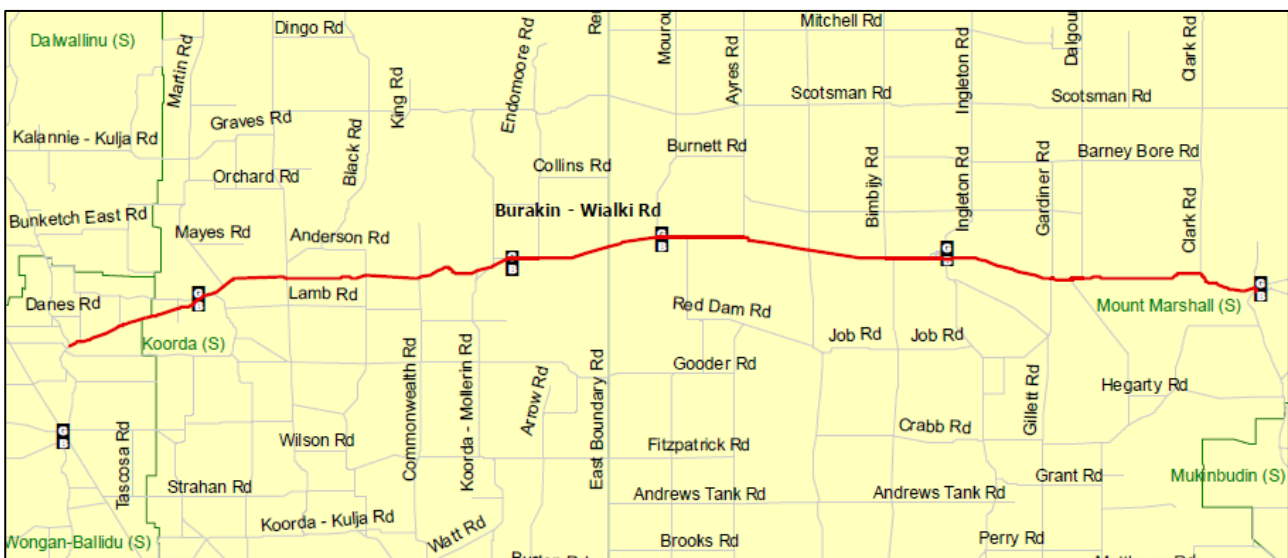 Dingo Rd
Mitchell Rd
Dalwallinu (S)
Martin Rd
King Rd
Endomoore Rd
Ayres Rd
Ingleton Rd
Clark Rd
Scotsman Rd
Scotsman Rd
Graves Rd
Black Rd
Kalannie - Kulja Rd
Burnett Rd
Barney Bore Rd
Collins Rd
Orchard Rd
Bimbijy Rd
Ingleton Rd
Gardiner Rd
Clark Rd
Bunketch East Rd
Burakin - Wialki Rd
Mayes Rd
Anderson Rd
Danes Rd
Lamb Rd
Red Dam Rd
Mount Marshall (S)
Koorda (S)
Job Rd
Job Rd
Gooder Rd
Commonwealth Rd
Koorda - Mollerin Rd
Arrow Rd
East Boundary Rd
Gillett Rd
Hegarty Rd
Tascosa Rd
Wilson Rd
Fitzpatrick Rd
Crabb Rd
Grant Rd
Mukinbudin (S)
Strahan Rd
Andrews Tank Rd
Andrews Tank Rd
Koorda - Kulja Rd
Watt Rd
Wongan-Ballidu (S)
Brooks Rd
Perry Rd